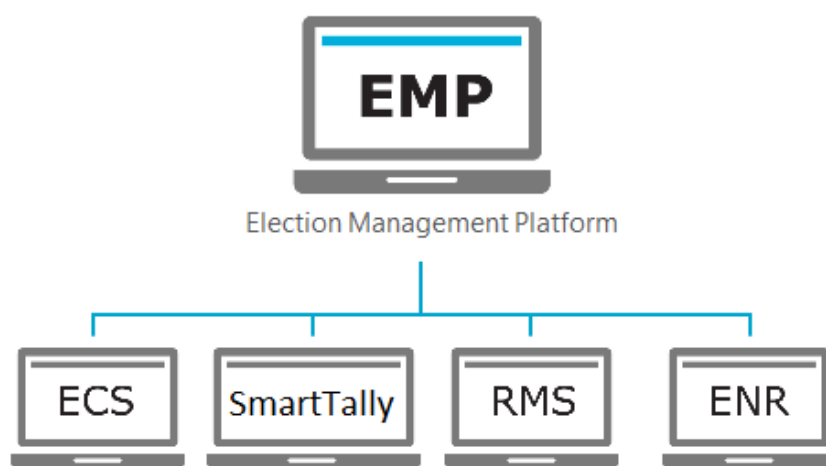 EMP
Election Management Platform
ECS
SmartTally
RMS
ENR